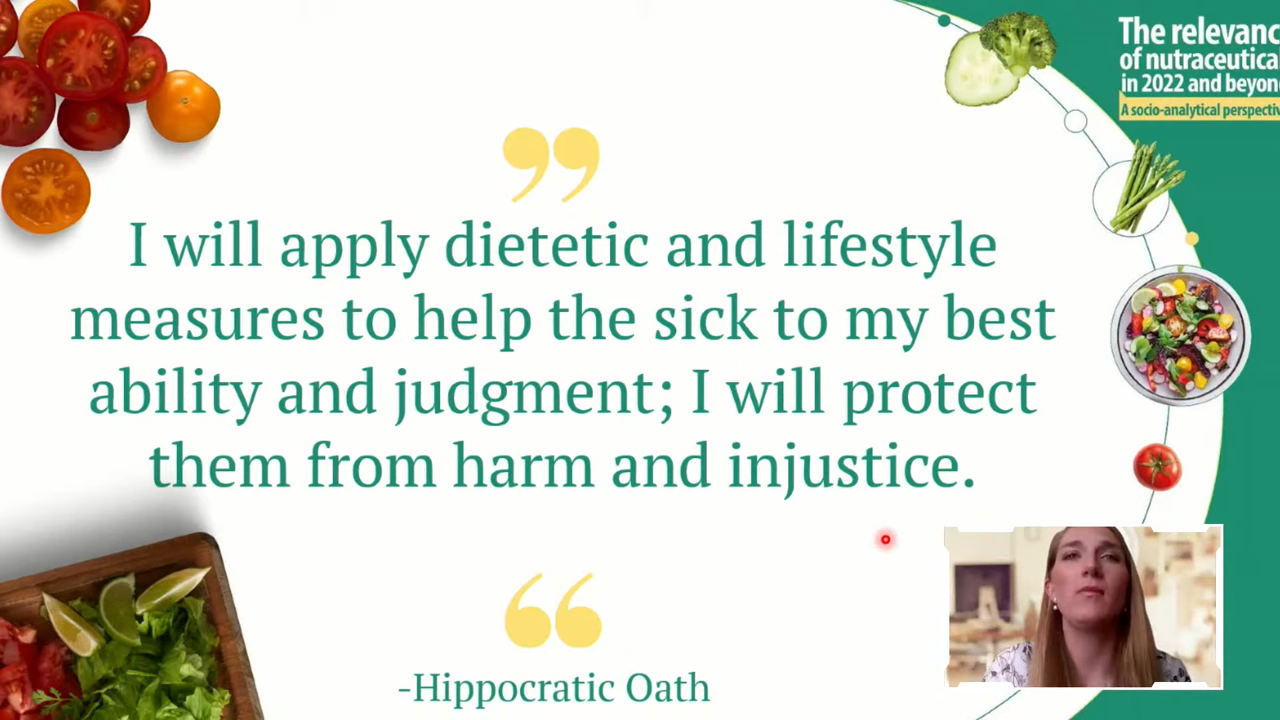 The relevanc
of nutraceutica
in 2022 and beyon
A socio-analytical perspectiv
”
I will apply dietetic and lifestyle
measures to help the sick to my best
ability and judgment; I will protect
them from harm and injustice.
“
-Hippocratic Oath